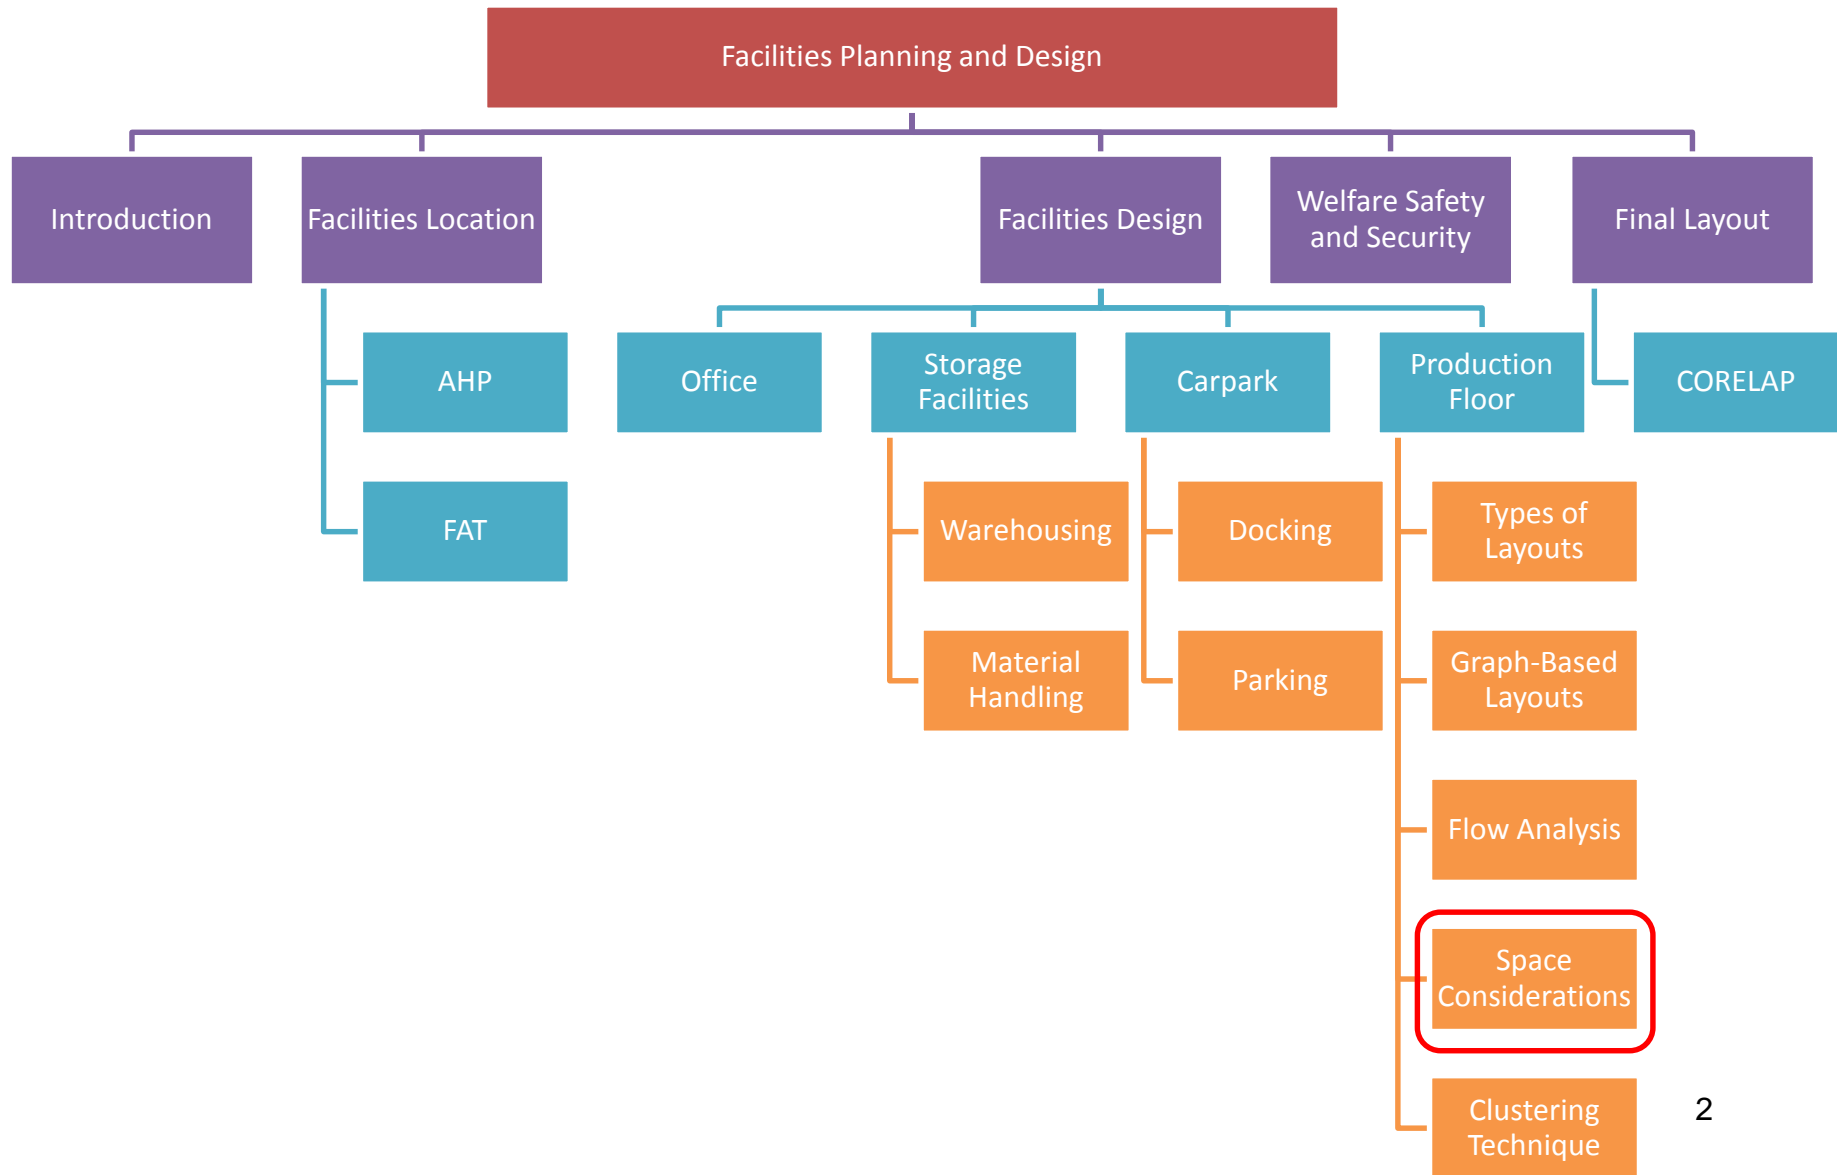 Facilities Planning and Design
Introduction
Facilities Location
Facilities Design
Welfare Safety
and Security
Final Layout
AHP
Office
Storage
Facilities
Carpark
Production
Floor
CORELAP
FAT
Warehousing
Docking
Types of
Layouts
Material
Handling
Parking
Graph-Based
Layouts
Flow Analysis
Space
Considerations
Clustering
Technique
2